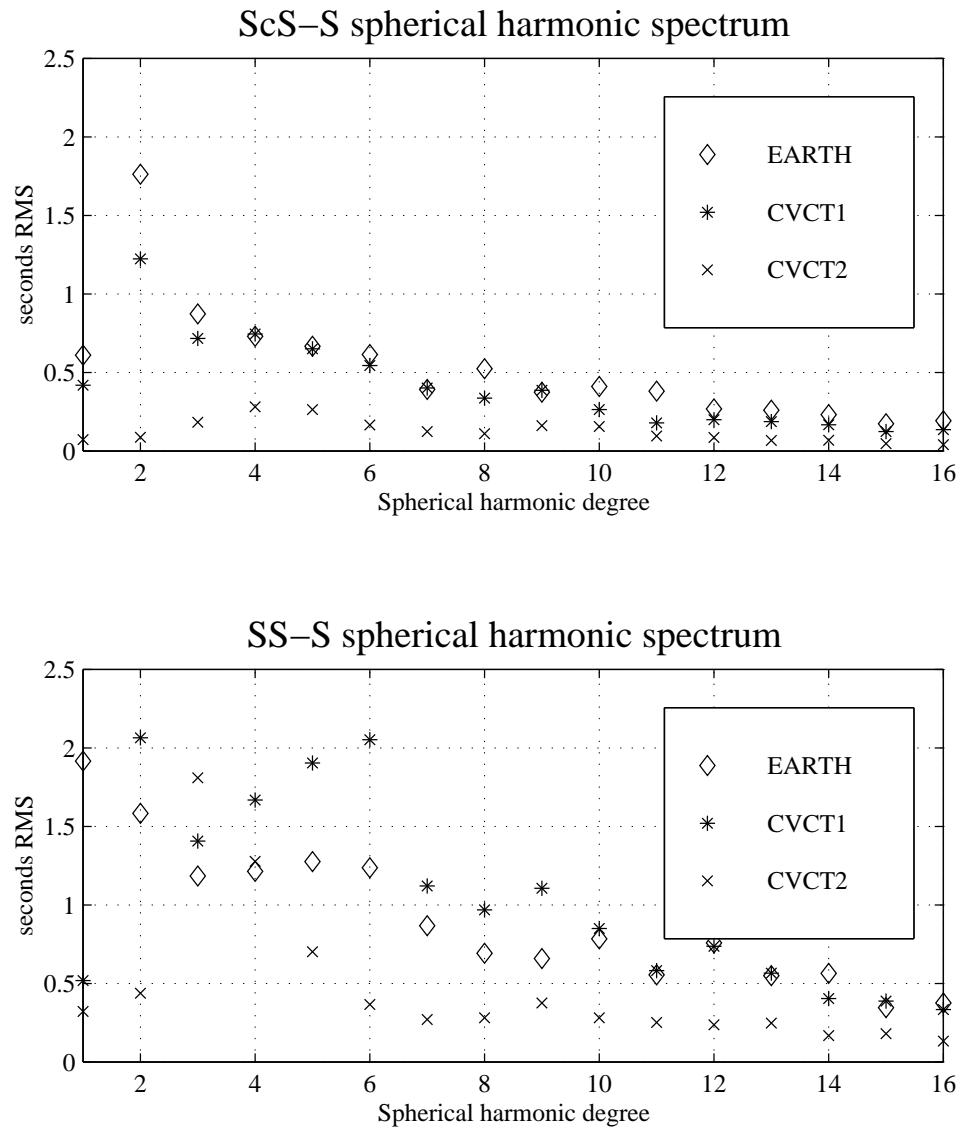 ScS−S spherical harmonic spectrum
2.5
2
1.5
1
0.5
0
seconds RMS
EARTH
CVCT1
CVCT2
2 4 6 8 10 12 14 16
Spherical harmonic degree
SS−S spherical harmonic spectrum
2.5
2
1.5
1
0.5
0
seconds RMS
EARTH
CVCT1
CVCT2
2 4 6 8 10 12 14 16
Spherical harmonic degree